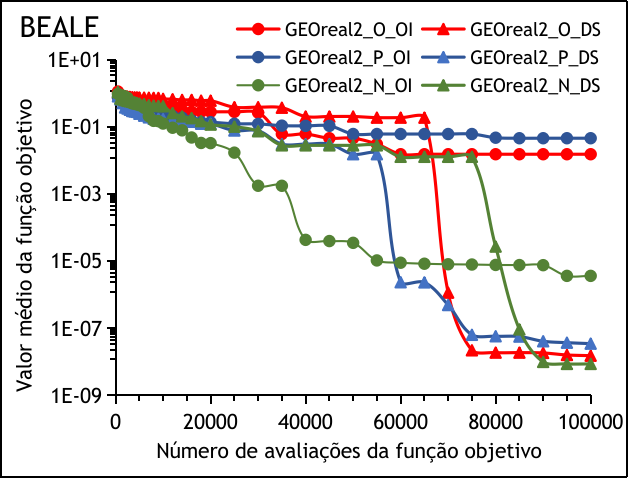 BEALE
GEOreal2_O_OI GEOreal2_O_DS
GEOreal2_P_OI GEOreal2_P_DS
GEOreal2_N_OI GEOreal2_N_DS
Valor médio da função objetivo
1E+01
1E-01
1E-03
1E-05
1E-07
1E-09
0 20000 40000 60000 80000 100000
Número de avaliações da função objetivo